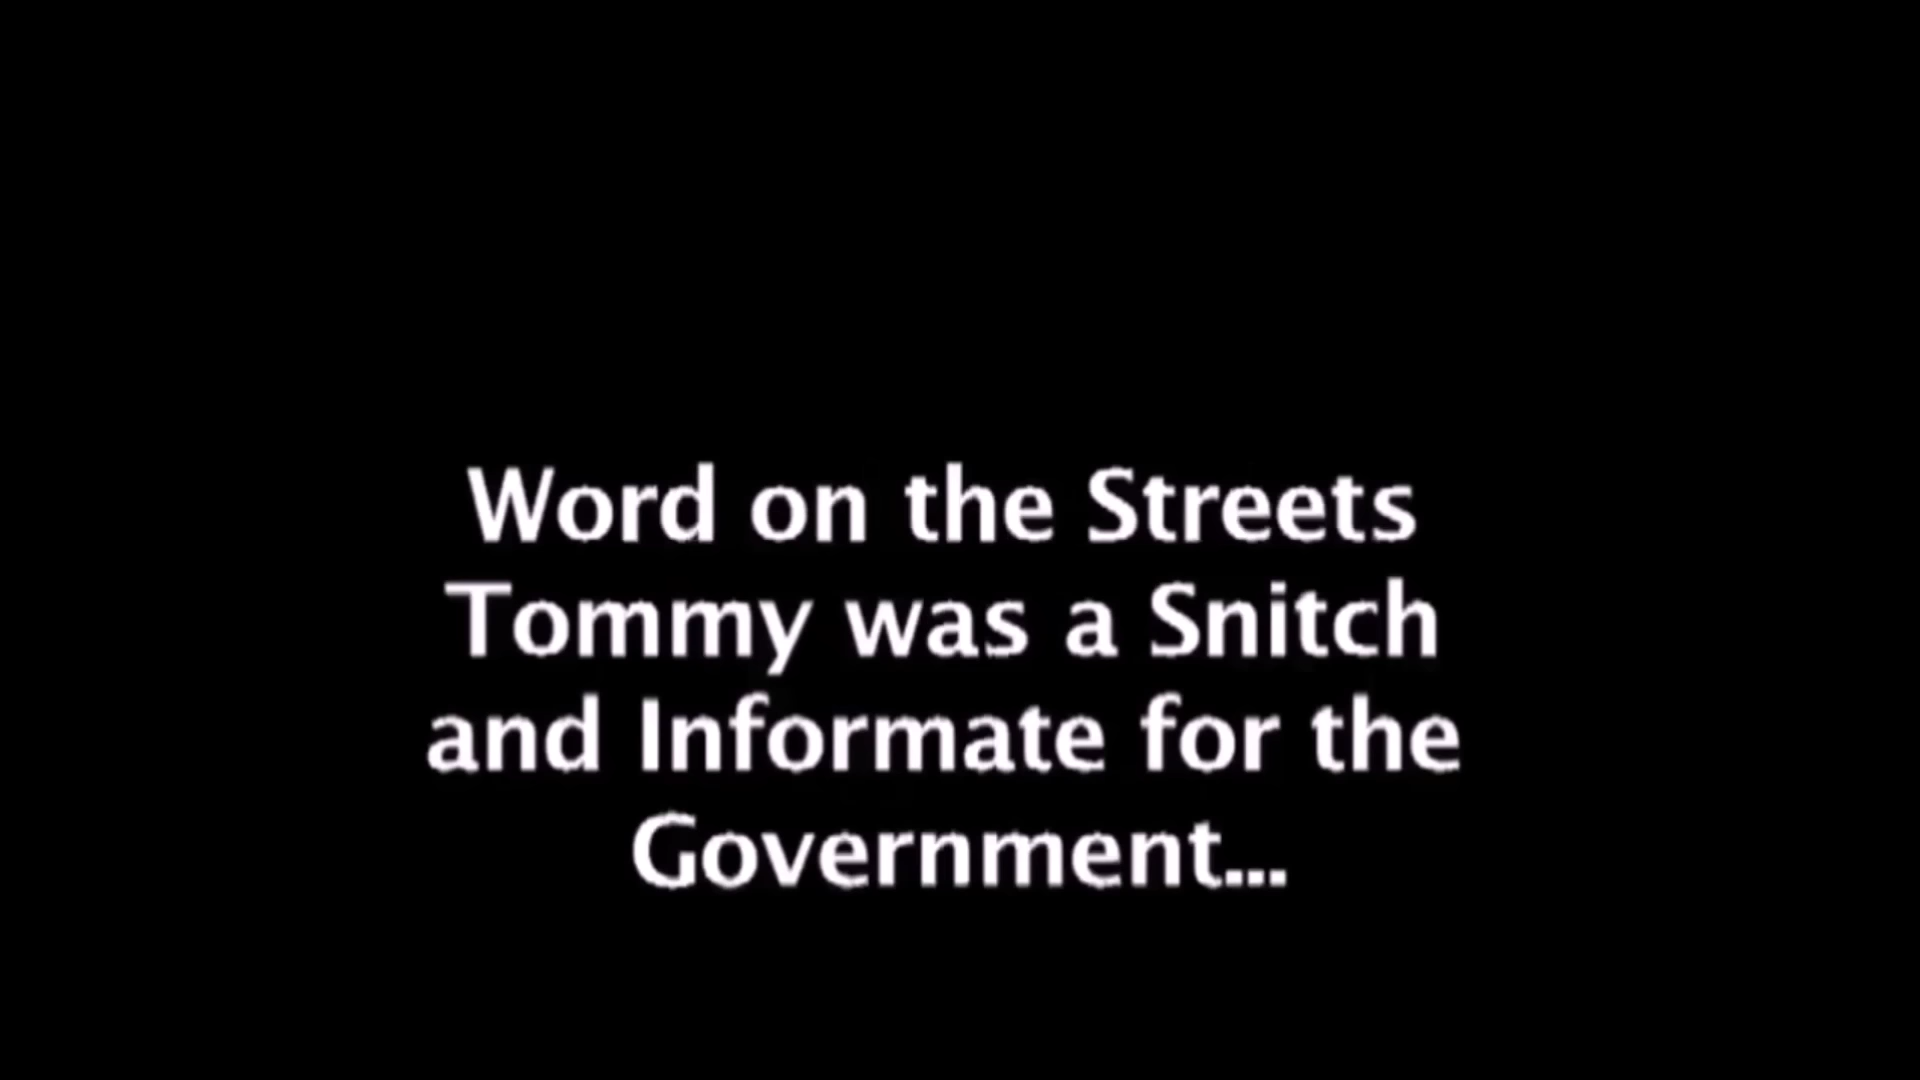 Word on the Streets
Tommy was a Snitch
and Informate for the
Government...